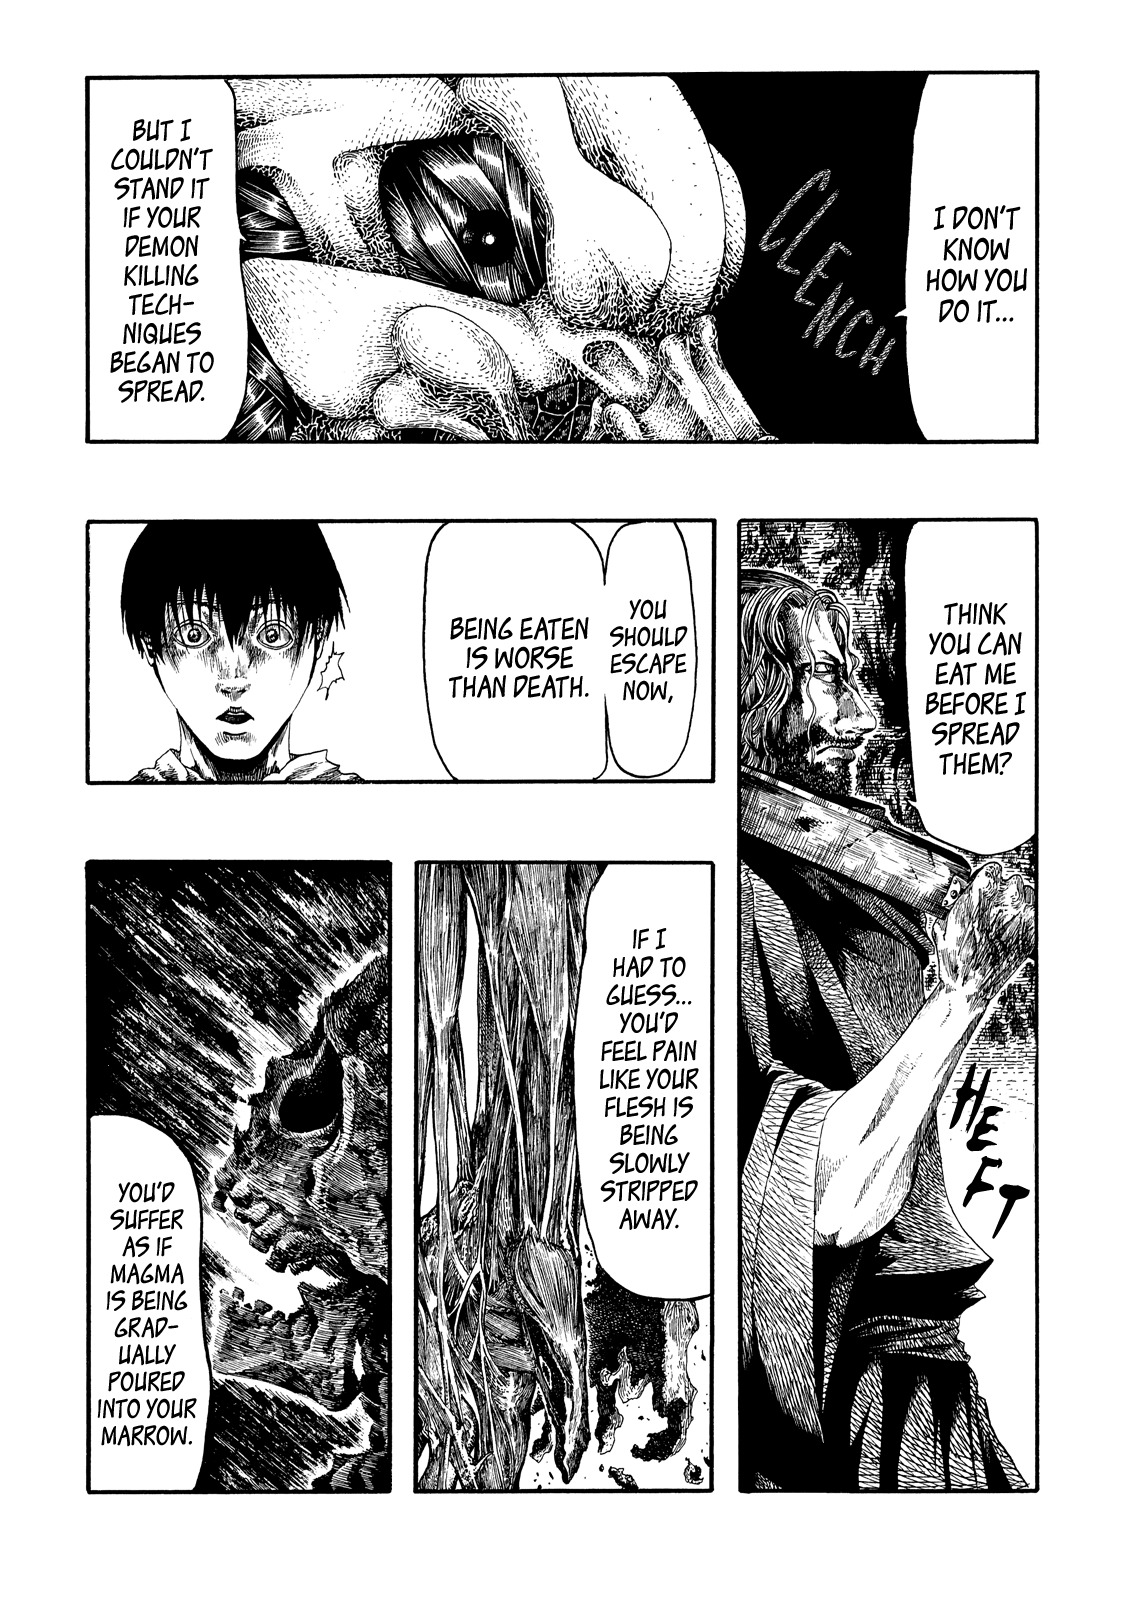 I DON'T
KNOW
HOW YOU
DO IT...
CLENCH
BUT I
COULDN'T
STAND IT
IF YOUR
DEMON
KILLING
TECH-
NIQUES
BEGAN TO
SPREAD.
THINK
YOU CAN
EAT ME
BEFORE I
SPREAD
THEM?
HEFT
YOU
SHOULD
ESCAPE
NOW,
BEING EATEN
IS WORSE
THAN DEATH.
IF I
HAD TO
GUESS...
YOU'D
FEEL PAIN
LIKE YOUR
FLESH IS
BEING
SLOWLY
STRIPPED
AWAY.
YOU'D
SUFFER
AS IF
MAGMA
IS BEING
GRAD-
UALLY
POURED
INTO YOUR
MARROW.